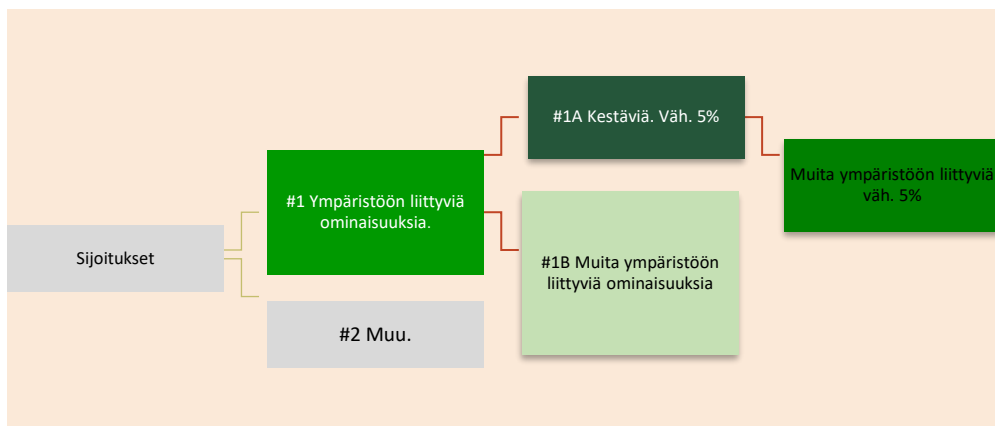 #1A Kestäviä. Väh. 5%
Muita ympäristöön liittyviä
väh. 5%
#1 Ympäristöön liittyviä
ominaisuuksia.
Sijoitukset
#1B Muita ympäristöön
liittyviä ominaisuuksia
#2 Muu.